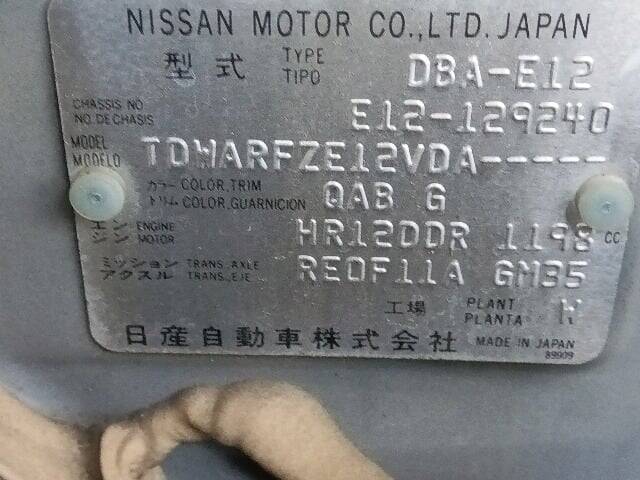 NISSAN MOTOR CO.,LTD. JAPAN
型式 TYPE TIPO DBA-E12
CHASSIS NO
NO. DE CHASIS E12-129240
MODEL
MODELO TDWARFZE12VDA-----
カラー COLOR, TRIM
トリム COLOR, GUARNICION QAB G
エンジン ENGINE MOTOR HR12DDR 1198 CC
ミッション TRANS., AXLE
アクスル TRANS., EJE RE0F11A GM35
工場 PLANT PLANTA W
日産自動車株式会社 MADE IN JAPAN
89909